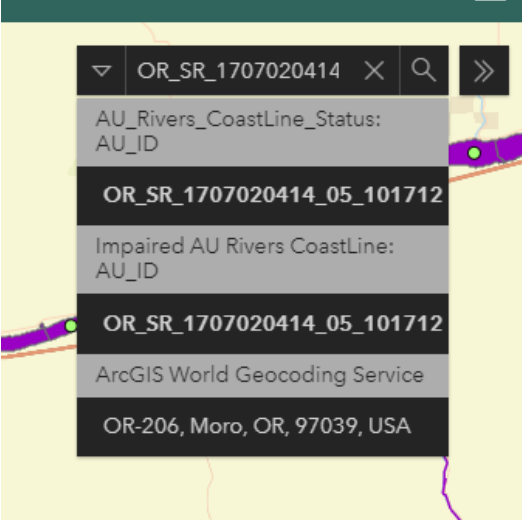 OR_SR_1707020414
AU_Rivers_CoastLine_Status:
AU_ID
OR_SR_1707020414_05_101712
Impaired AU Rivers CoastLine:
AU_ID
OR_SR_1707020414_05_101712
ArcGIS World Geocoding Service
OR-206, Moro, OR, 97039, USA